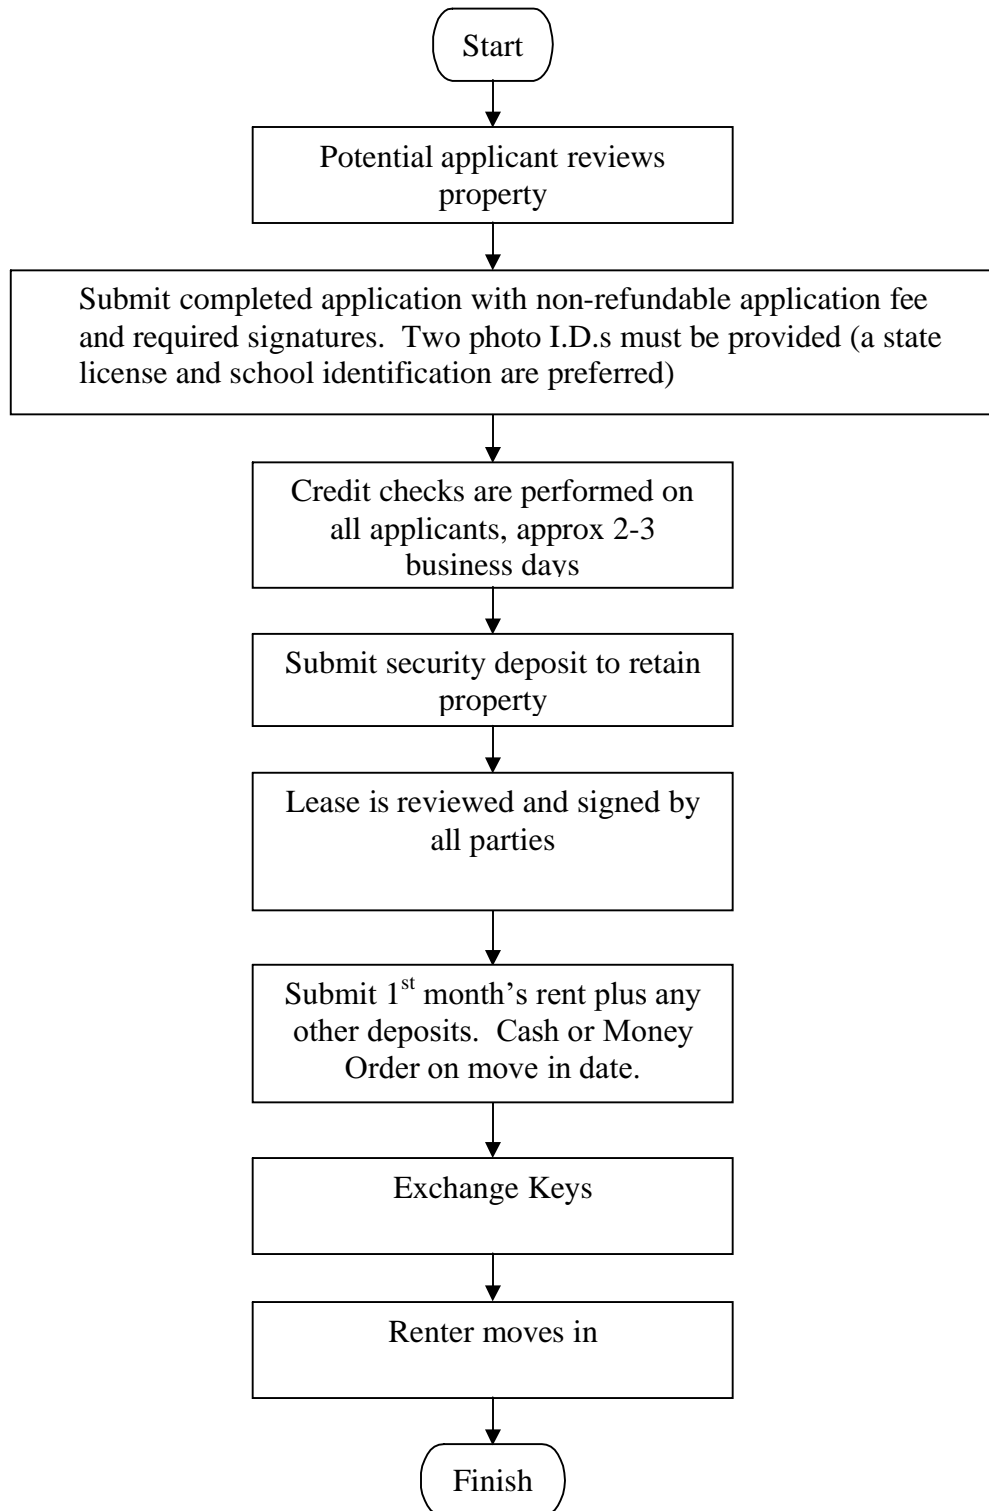 Start
Potential applicant reviews
property
Submit completed application with non-refundable application fee
and required signatures.  Two photo I.D.s must be provided (a state
license and school identification are preferred)
Credit checks are performed on
all applicants, approx 2-3
business days
Submit security deposit to retain
property
Lease is reviewed and signed by
all parties
Submit 1st month’s rent plus any
other deposits.  Cash or Money
Order on move in date.
Exchange Keys
Renter moves in
Finish